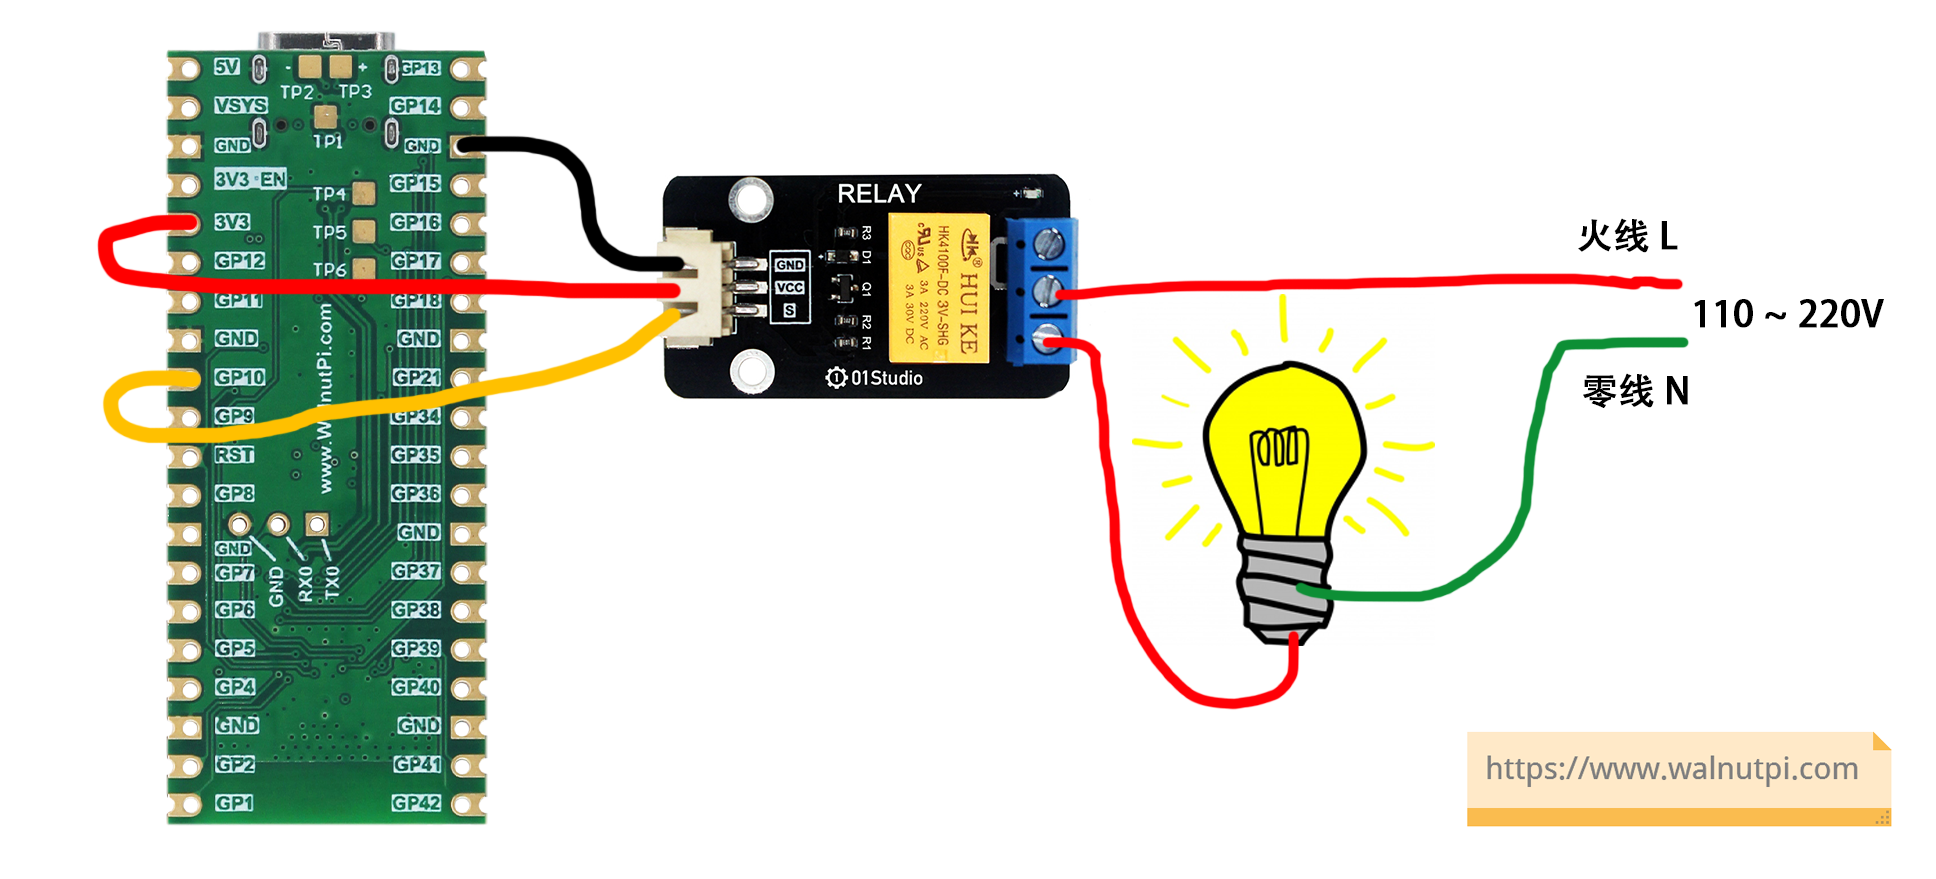 5V
VSYS
GND
3V3 EN
3V3
GP12
GP11
GND
GP10
GP9
RST
GP8
GND
GP7
GP6
GP5
GP4
GND
GP2
GP1
- +
TP2 TP3
TP1
TP4
TP5
TP6
www.WalnutPi.com
GND
RX0
TX0
GP13
GP14
GND
GP15
GP16
GP17
GP18
GND
GP21
GP34
GP35
GP36
GND
GP37
GP38
GP39
GP40
GND
GP41
GP42
RELAY
+
GND
VCC
S
R3
D1
Q1
R2
R1
HK
®
HUI KE
HK4100F-DC 3V-SHG
3A 220V AC
3A 30V DC
01Studio
火线 L
110 ~ 220V
零线 N
https://www.walnutpi.com